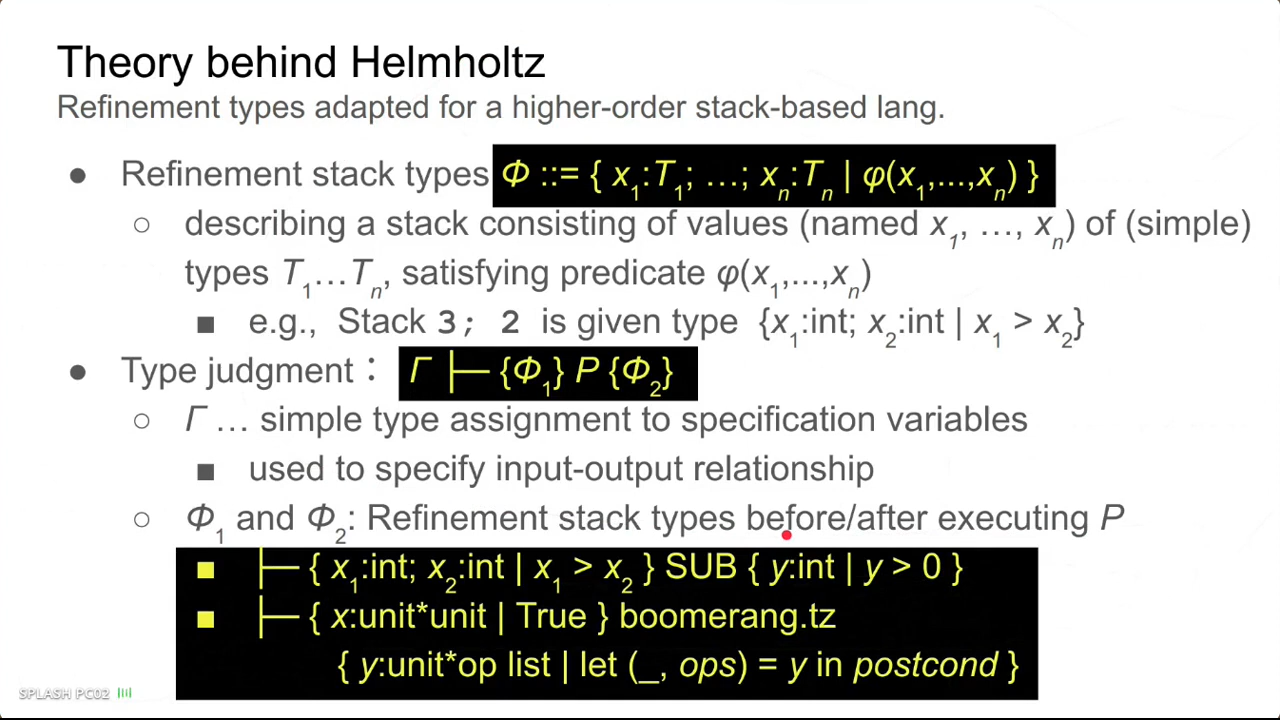 Theory behind Helmholtz
Refinement types adapted for a higher-order stack-based lang.
● Refinement stack types Φ ::= { x₁:T₁; …; xₙ:Tₙ | φ(x₁,...,xₙ) }
○ describing a stack consisting of values (named x₁, …, xₙ) of (simple)
types T₁…Tₙ, satisfying predicate φ(x₁,...,xₙ)
■ e.g., Stack 3; 2 is given type {x₁:int; x₂:int | x₁ > x₂}
● Type judgment： Γ ├─ {Φ₁} P {Φ₂}
○ Γ … simple type assignment to specification variables
■ used to specify input-output relationship
○ Φ₁ and Φ₂: Refinement stack types before/after executing P
■ ├─ { x₁:int; x₂:int | x₁ > x₂ } SUB { y:int | y > 0 }
■ ├─ { x:unit*unit | True } boomerang.tz
{ y:unit*op list | let (_, ops) = y in postcond }
SPLASH PC02